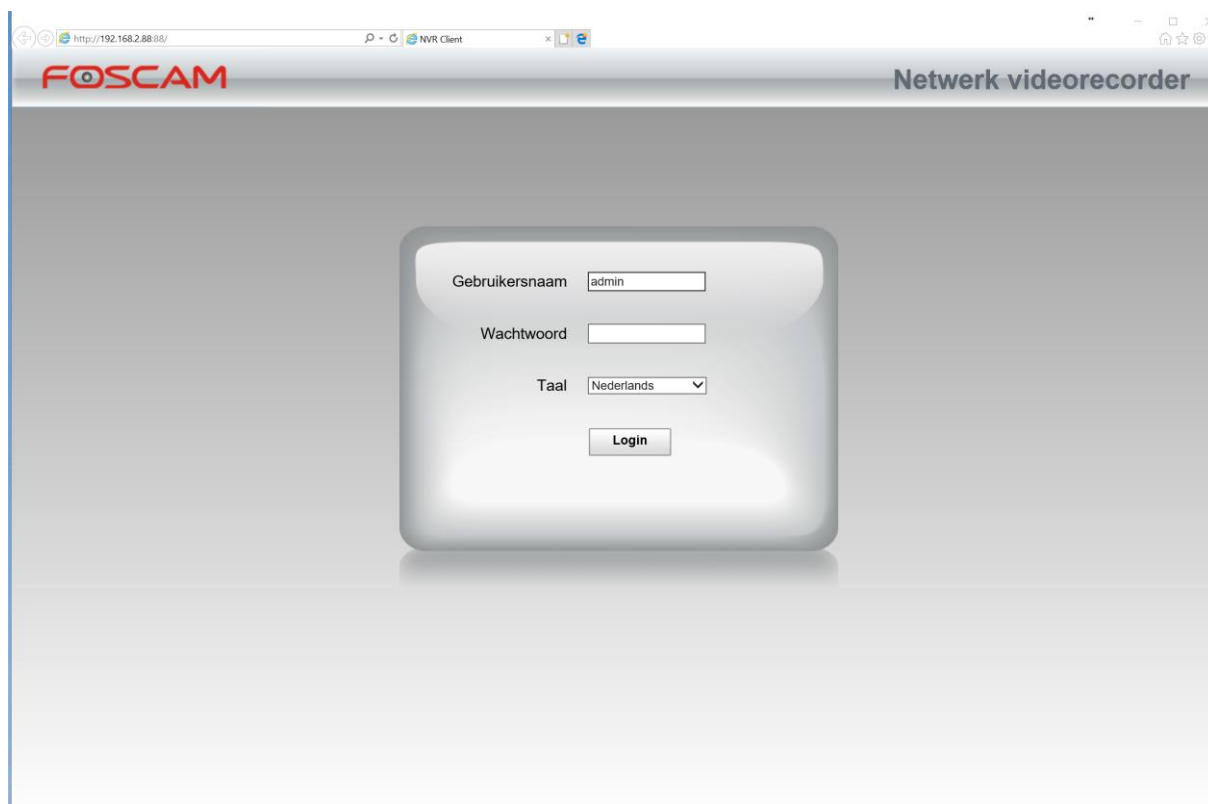 http://192.168.2.88:88/
NVR Client
FOSCAM
Netwerk videorecorder
Gebruikersnaam
admin
Wachtwoord
Taal
Nederlands
Login